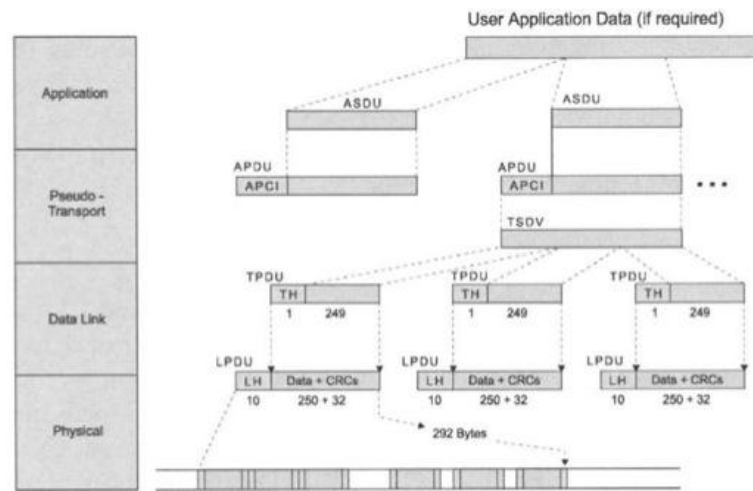 User Application Data (if required)
Application
ASDU
ASDU
APDU
APCI
APDU
APCI
Pseudo -
Transport
TSDV
TPDU
TH
1 249
TPDU
TH
1 249
TPDU
TH
1 249
Data Link
LPDU
LH Data + CRCs
10 250 + 32
LPDU
LH Data + CRCs
10 250 + 32
LPDU
LH Data + CRCs
10 250 + 32
Physical
292 Bytes